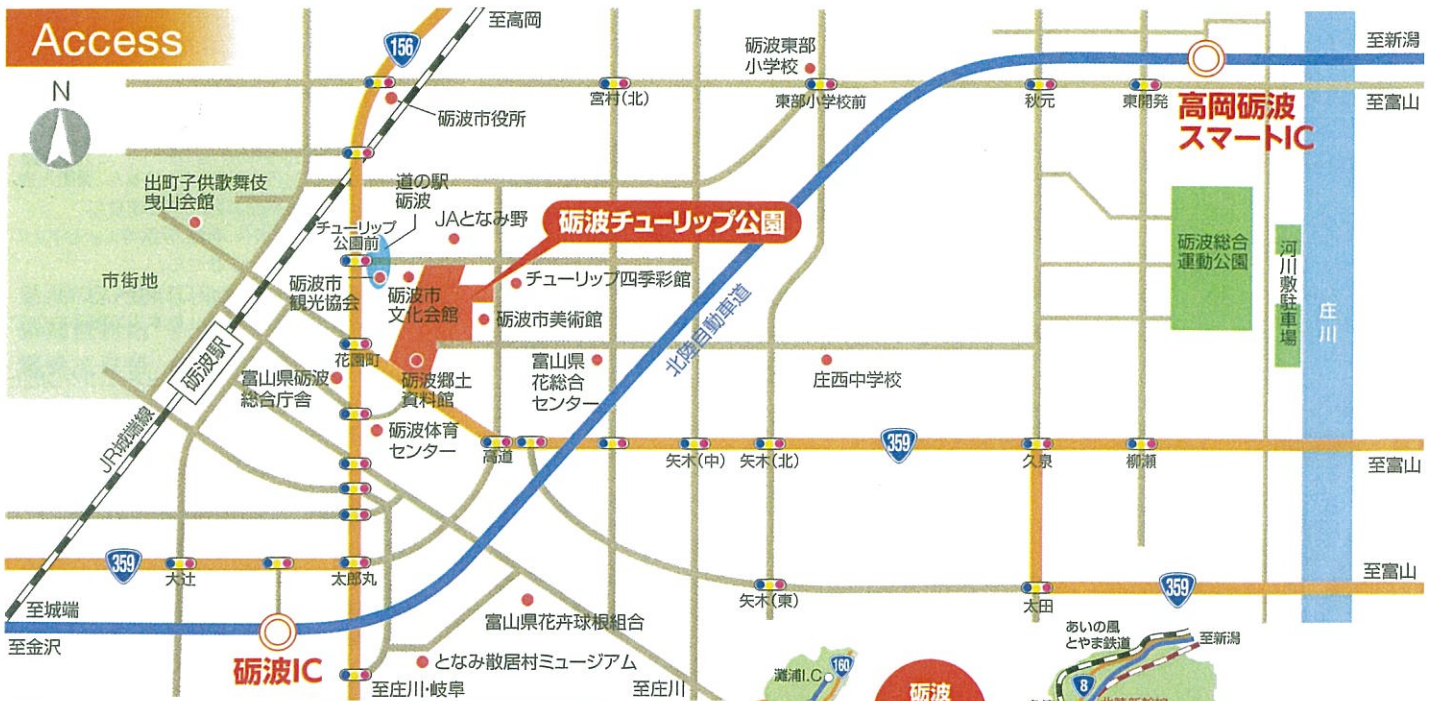 Access
N
至高岡
156
砺波市役所
宮村(北)
砺波東部
小学校
東部小学校前
秋元
東開発
至新潟
至富山
高岡砺波
スマートIC
出町子供歌舞伎
曳山会館
道の駅
砺波
JAとなみ野
チューリップ
公園前
砺波チューリップ公園
市街地
砺波市
観光協会
砺波市
文化会館
チューリップ四季彩館
砺波市美術館
北陸自動車道
砺波総合
運動公園
河川敷駐車場
庄川
砺波駅
花園町
富山県砺波
総合庁舎
砺波郷土
資料館
富山県
花総合
センター
庄西中学校
JR城端線
砺波体育
センター
高道
矢木(中)
矢木(北)
359
久泉
柳瀬
至富山
359
大辻
太郎丸
矢木(東)
太田
359
至富山
至城端
至金沢
砺波IC
富山県花卉球根組合
となみ散居村ミュージアム
至庄川・岐阜
至庄川
灘浦I.C
160
砺波
あいの風
とやま鉄道
至新潟
8
北陸新幹線